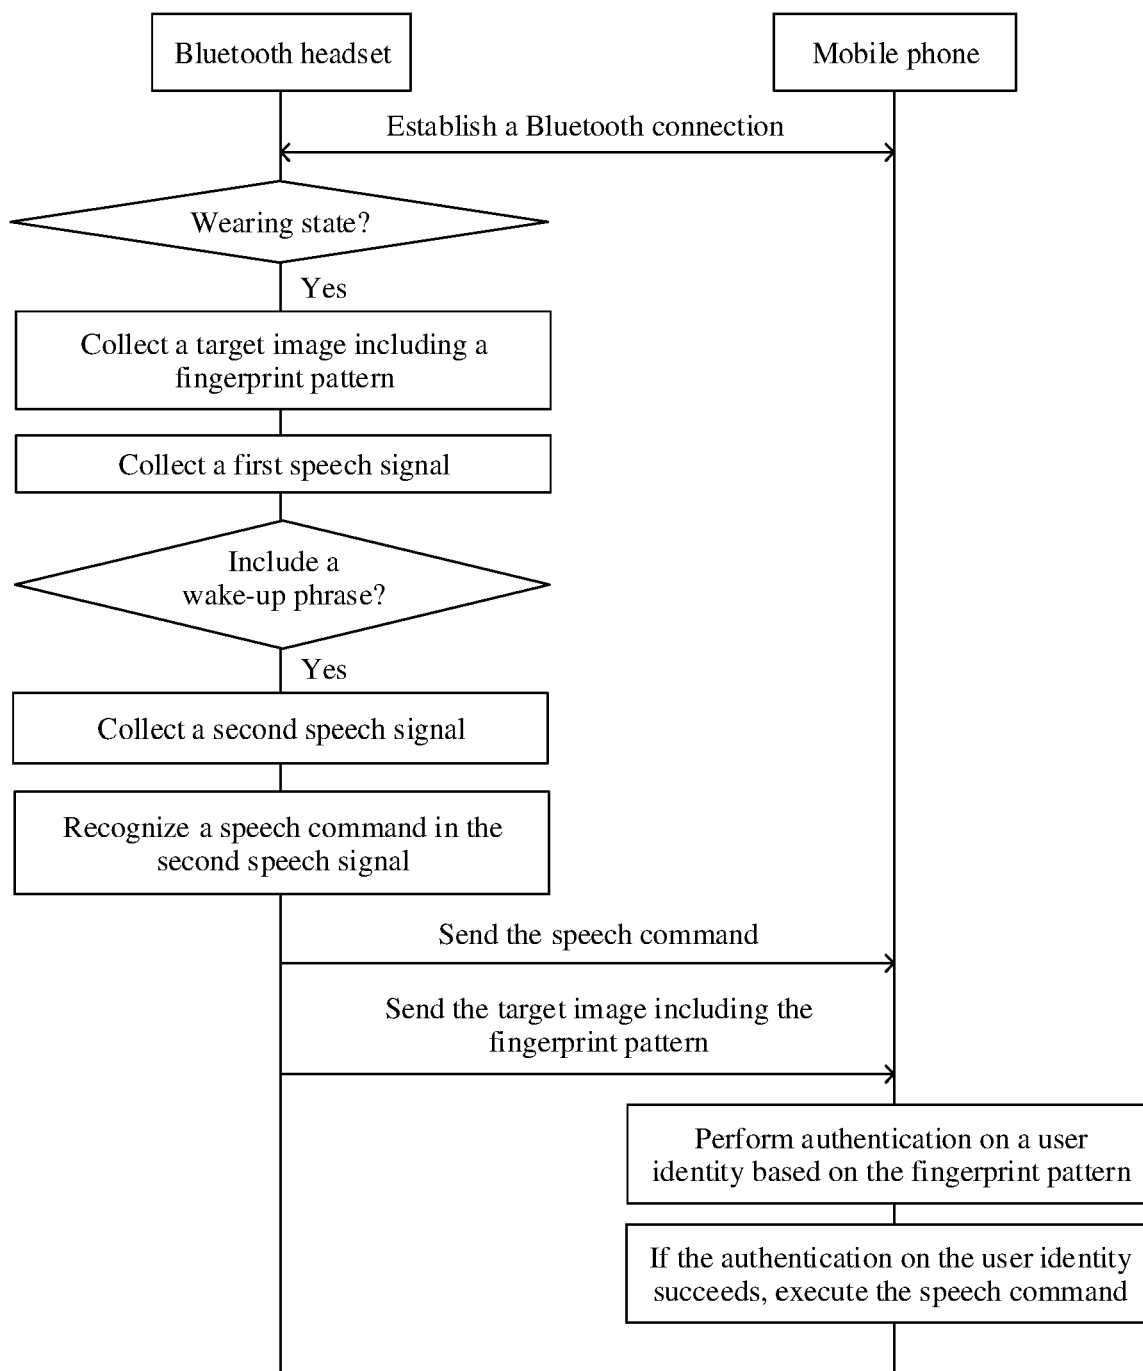 Bluetooth headset
Mobile phone
Establish a Bluetooth connection
Wearing state?
Yes
Collect a target image including a
fingerprint pattern
Collect a first speech signal
Include a
wake-up phrase?
Yes
Collect a second speech signal
Recognize a speech command in the
second speech signal
Send the speech command
Send the target image including the
fingerprint pattern
Perform authentication on a user
identity based on the fingerprint pattern
If the authentication on the user identity
succeeds, execute the speech command